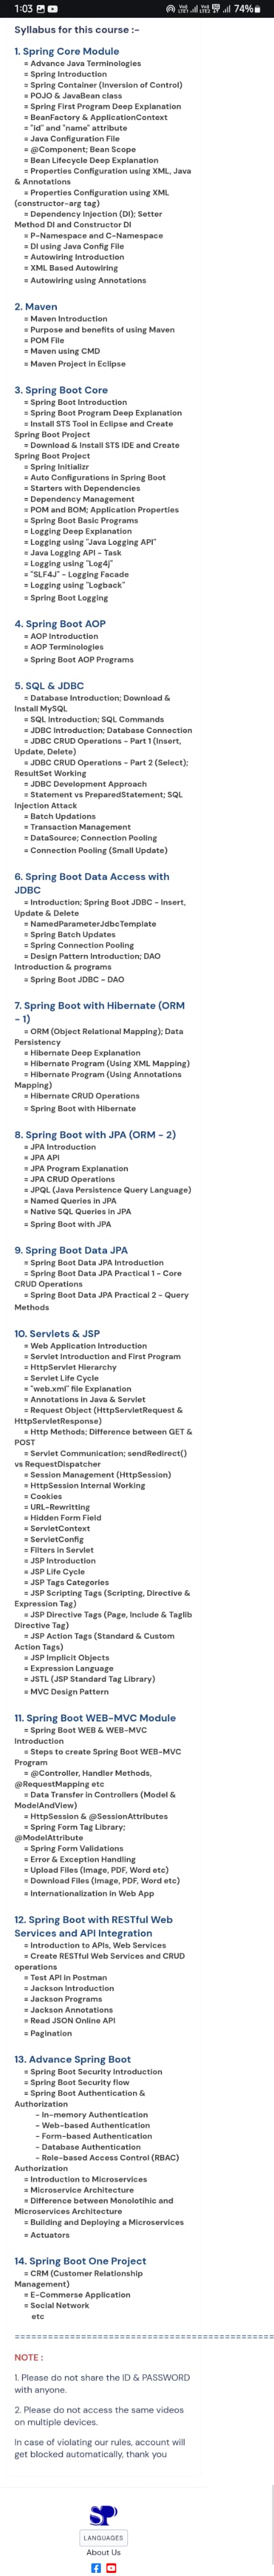 1:03
74%
Syllabus for this course :-
1. Spring Core Module
= Advance Java Terminologies
= Spring Introduction
= Spring Container (Inversion of Control)
= POJO & JavaBean class
= Spring First Program Deep Explanation
= BeanFactory & ApplicationContext
= "id" and "name" attribute
= Java Configuration File
= @Component; Bean Scope
= Bean Lifecycle Deep Explanation
= Properties Configuration using XML, Java
& Annotations
= Properties Configuration using XML
(constructor-arg tag)
= Dependency Injection (DI); Setter
Method DI and Constructor DI
= P-Namespace and C-Namespace
= DI using Java Config File
= Autowiring Introduction
= XML Based Autowiring
= Autowiring using Annotations
2. Maven
= Maven Introduction
= Purpose and benefits of using Maven
= POM File
= Maven using CMD
= Maven Project in Eclipse
3. Spring Boot Core
= Spring Boot Introduction
= Spring Boot Program Deep Explanation
= Install STS Tool in Eclipse and Create
Spring Boot Project
= Download & Install STS IDE and Create
Spring Boot Project
= Spring Initializr
= Auto Configurations in Spring Boot
= Starters with Dependencies
= Dependency Management
= POM and BOM; Application Properties
= Spring Boot Basic Programs
= Logging Deep Explanation
= Logging using "Java Logging API"
= Java Logging API - Task
= Logging using "Log4j"
= "SLF4J" - Logging Facade
= Logging using "Logback"
= Spring Boot Logging
4. Spring Boot AOP
= AOP Introduction
= AOP Terminologies
= Spring Boot AOP Programs
5. SQL & JDBC
= Database Introduction; Download &
Install MySQL
= SQL Introduction; SQL Commands
= JDBC Introduction; Database Connection
= JDBC CRUD Operations - Part 1 (Insert,
Update, Delete)
= JDBC CRUD Operations - Part 2 (Select);
ResultSet Working
= JDBC Development Approach
= Statement vs PreparedStatement; SQL
Injection Attack
= Batch Updations
= Transaction Management
= DataSource; Connection Pooling
= Connection Pooling (Small Update)
6. Spring Boot Data Access with
JDBC
= Introduction; Spring Boot JDBC - Insert,
Update & Delete
= NamedParameterJdbcTemplate
= Spring Batch Updates
= Spring Connection Pooling
= Design Pattern Introduction; DAO
Introduction & programs
= Spring Boot JDBC - DAO
7. Spring Boot with Hibernate (ORM
- 1)
= ORM (Object Relational Mapping); Data
Persistency
= Hibernate Deep Explanation
= Hibernate Program (Using XML Mapping)
= Hibernate Program (Using Annotations
Mapping)
= Hibernate CRUD Operations
= Spring Boot with Hibernate
8. Spring Boot with JPA (ORM - 2)
= JPA Introduction
= JPA API
= JPA Program Explanation
= JPA CRUD Operations
= JPQL (Java Persistence Query Language)
= Named Queries in JPA
= Native SQL Queries in JPA
= Spring Boot with JPA
9. Spring Boot Data JPA
= Spring Boot Data JPA Introduction
= Spring Boot Data JPA Practical 1 - Core
CRUD Operations
= Spring Boot Data JPA Practical 2 - Query
Methods
10. Servlets & JSP
= Web Application Introduction
= Servlet Introduction and First Program
= HttpServlet Hierarchy
= Servlet Life Cycle
= "web.xml" file Explanation
= Annotations in Java & Servlet
= Request Object (HttpServletRequest &
HttpServletResponse)
= Http Methods; Difference between GET &
POST
= Servlet Communication; sendRedirect()
vs RequestDispatcher
= Session Management (HttpSession)
= HttpSession Internal Working
= Cookies
= URL-Rewritting
= Hidden Form Field
= ServletContext
= ServletConfig
= Filters in Servlet
= JSP Introduction
= JSP Life Cycle
= JSP Tags Categories
= JSP Scripting Tags (Scripting, Directive &
Expression Tag)
= JSP Directive Tags (Page, Include & Taglib
Directive Tag)
= JSP Action Tags (Standard & Custom
Action Tags)
= JSP Implicit Objects
= Expression Language
= JSTL (JSP Standard Tag Library)
= MVC Design Pattern
11. Spring Boot WEB-MVC Module
= Spring Boot WEB & WEB-MVC
Introduction
= Steps to create Spring Boot WEB-MVC
Program
= @Controller, Handler Methods,
@RequestMapping etc
= Data Transfer in Controllers (Model &
ModelAndView)
= HttpSession & @SessionAttributes
= Spring Form Tag Library;
@ModelAttribute
= Spring Form Validations
= Error & Exception Handling
= Upload Files (Image, PDF, Word etc)
= Download Files (Image, PDF, Word etc)
= Internationalization in Web App
12. Spring Boot with RESTful Web
Services and API Integration
= Introduction to APIs, Web Services
= Create RESTful Web Services and CRUD
operations
= Test API in Postman
= Jackson Introduction
= Jackson Programs
= Jackson Annotations
= Read JSON Online API
= Pagination
13. Advance Spring Boot
= Spring Boot Security Introduction
= Spring Boot Security flow
= Spring Boot Authentication &
Authorization
- In-memory Authentication
- Web-based Authentication
- Form-based Authentication
- Database Authentication
- Role-based Access Control (RBAC)
Authorization
= Introduction to Microservices
= Microservice Architecture
= Difference between Monolotihic and
Microservices Architecture
= Building and Deploying a Microservices
= Actuators
14. Spring Boot One Project
= CRM (Customer Relationship
Management)
= E-Commerse Application
= Social Network
etc
NOTE :
1. Please do not share the ID & PASSWORD
with anyone.
2. Please do not access the same videos
on multiple devices.
In case of violating our rules, account will
get blocked automatically, thank you
SP
LANGUAGES
About Us